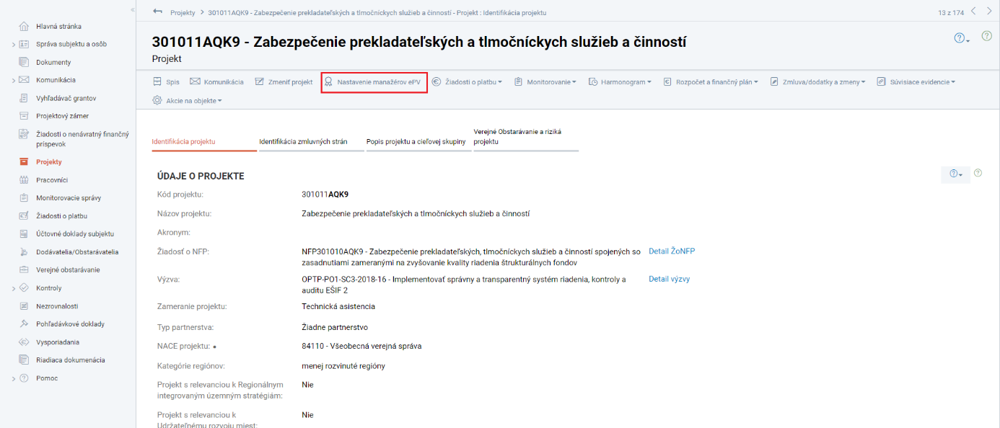 Projekty > 301011AQK9 - Zabezpečenie prekladateľských a tlmočníckych služieb a činností - Projekt : Identifikácia projektu
13 z 174
301011AQK9 - Zabezpečenie prekladateľských a tlmočníckych služieb a činností
Projekt
Spis Komunikácia Zmeniť projekt Nastavenie manažérov ePV Žiadosti o platbu Monitorovanie Harmonogram Rozpočet a finančný plán Zmluva/dodatky a zmeny Súvisiace evidencie
Akcie na objekte
Hlavná stránka
Správa subjektu a osôb
Dokumenty
Komunikácia
Vyhľadávač grantov
Projektový zámer
Žiadosti o nenávratný finančný
príspevok
Projekty
Pracovníci
Monitorovacie správy
Žiadosti o platbu
Účtovné doklady subjektu
Dodávatelia/Obstarávatelia
Verejné obstarávanie
Kontroly
Nezrovnalosti
Pohľadávkové doklady
Vysporiadania
Riadiaca dokumenácia
Pomoc
Identifikácia projektu
Identifikácia zmluvných strán
Popis projektu a cieľovej skupiny
Verejné Obstarávanie a riziká
projektu
ÚDAJE O PROJEKTE
Kód projektu: 301011AQK9
Názov projektu: Zabezpečenie prekladateľských a tlmočníckych služieb a činností
Akronym:
Žiadosť o NFP: NFP301010AQK9 - Zabezpečenie prekladateľských, tlmočníckych služieb a činností spojených so Detail ŽoNFP
zasadnutiami zameranými na zvyšovanie kvality riadenia štrukturálnych fondov
Výzva: OPTP-PO1-SC3-2018-16 - Implementovať správny a transparentný systém riadenia, kontroly a Detail výzvy
auditu EŠIF 2
Zameranie projektu: Technická asistencia
Typ partnerstva: Žiadne partnerstvo
NACE projektu: 84110 - Všeobecná verejná správa
Kategórie regiónov: menej rozvinuté regióny
Projekt s relevanciou k Regionálnym Nie
integrovaným územným stratégiám:
Projekt s relevanciou k Nie
Udržateľnému rozvoju miest: